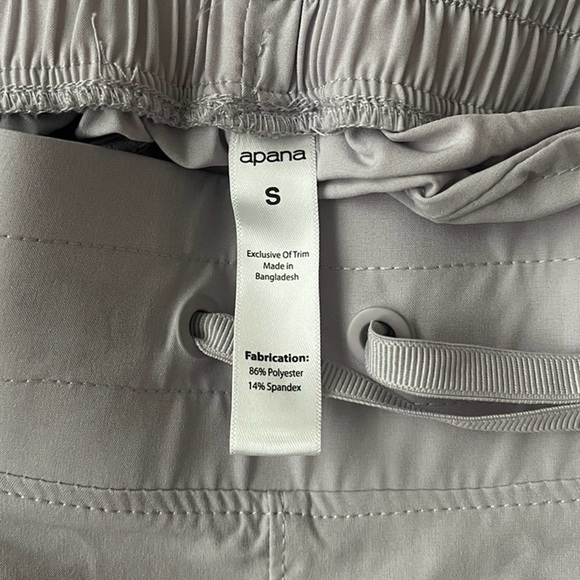 apana
S
Exclusive Of Trim
Made in
Bangladesh
Fabrication:
86% Polyester
14% Spandex